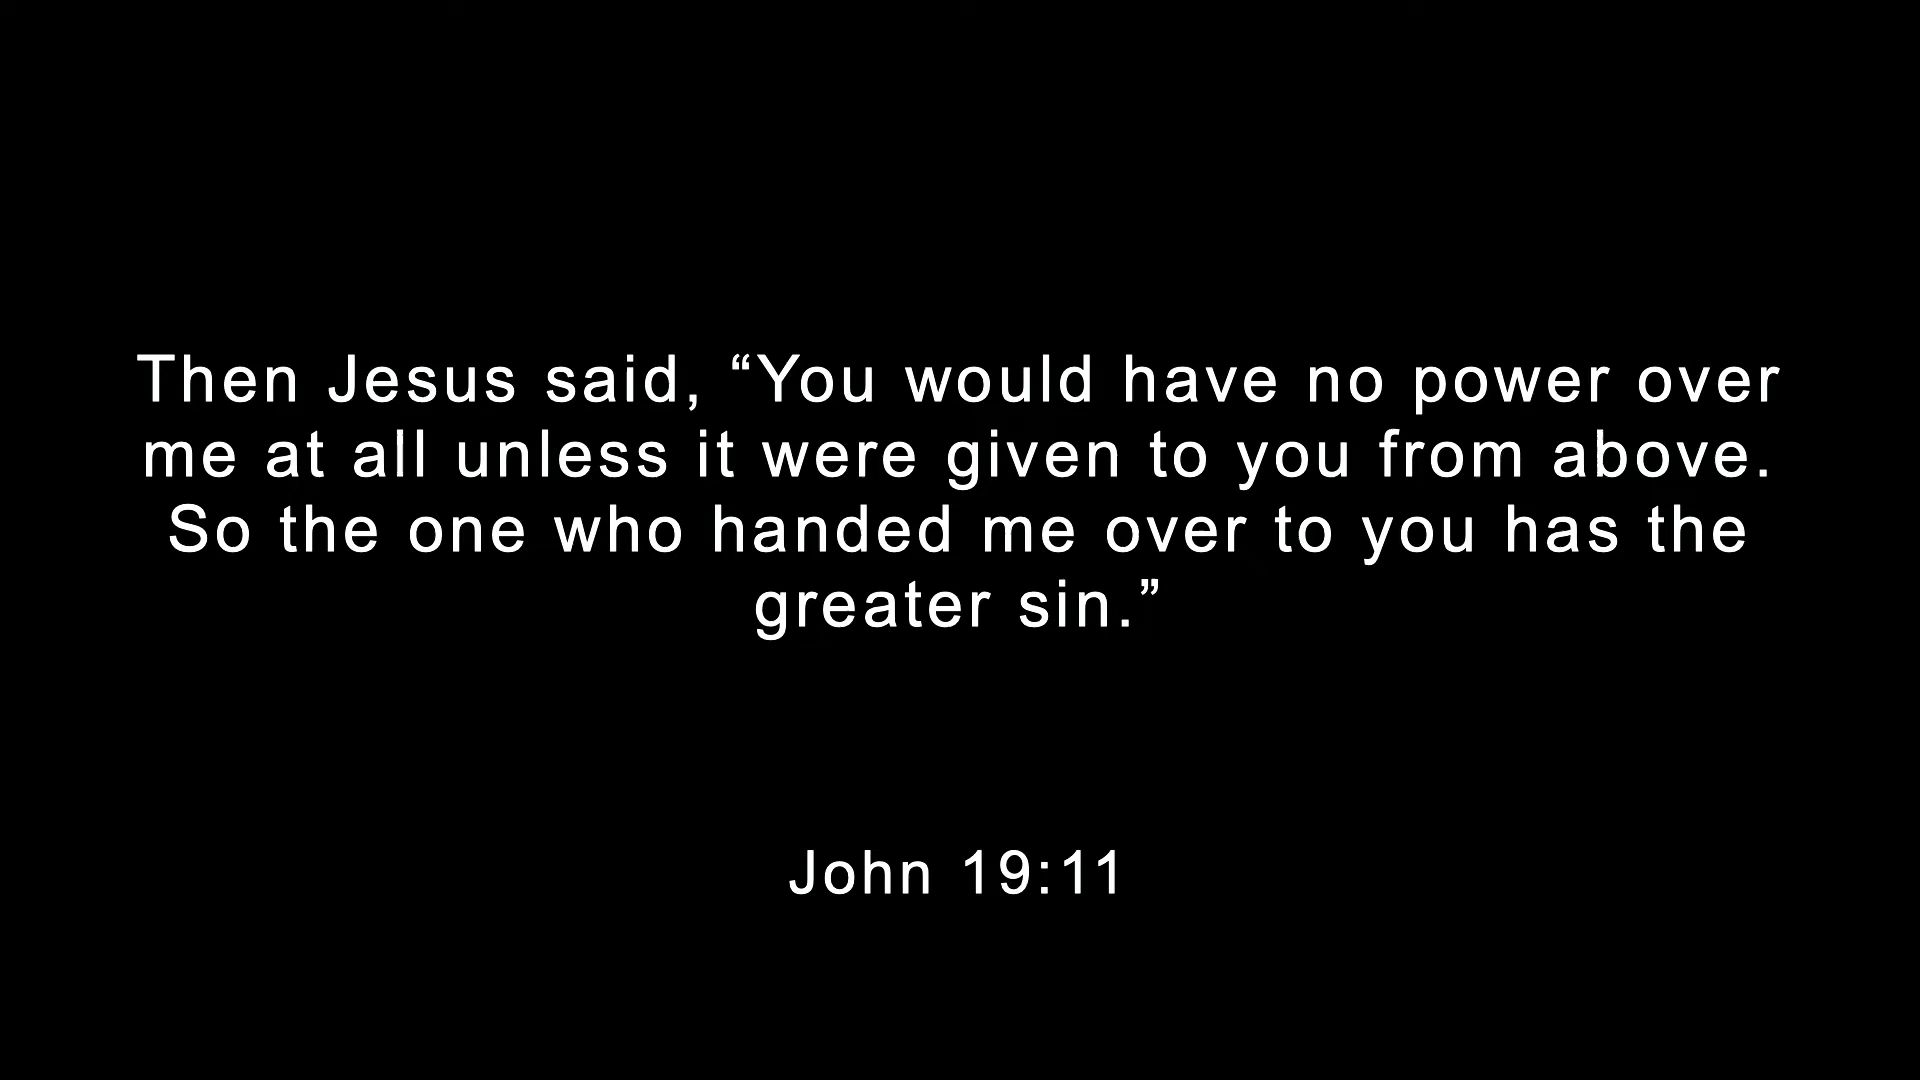 Then Jesus said, “You would have no power over
me at all unless it were given to you from above.
So the one who handed me over to you has the
greater sin.”
John 19:11